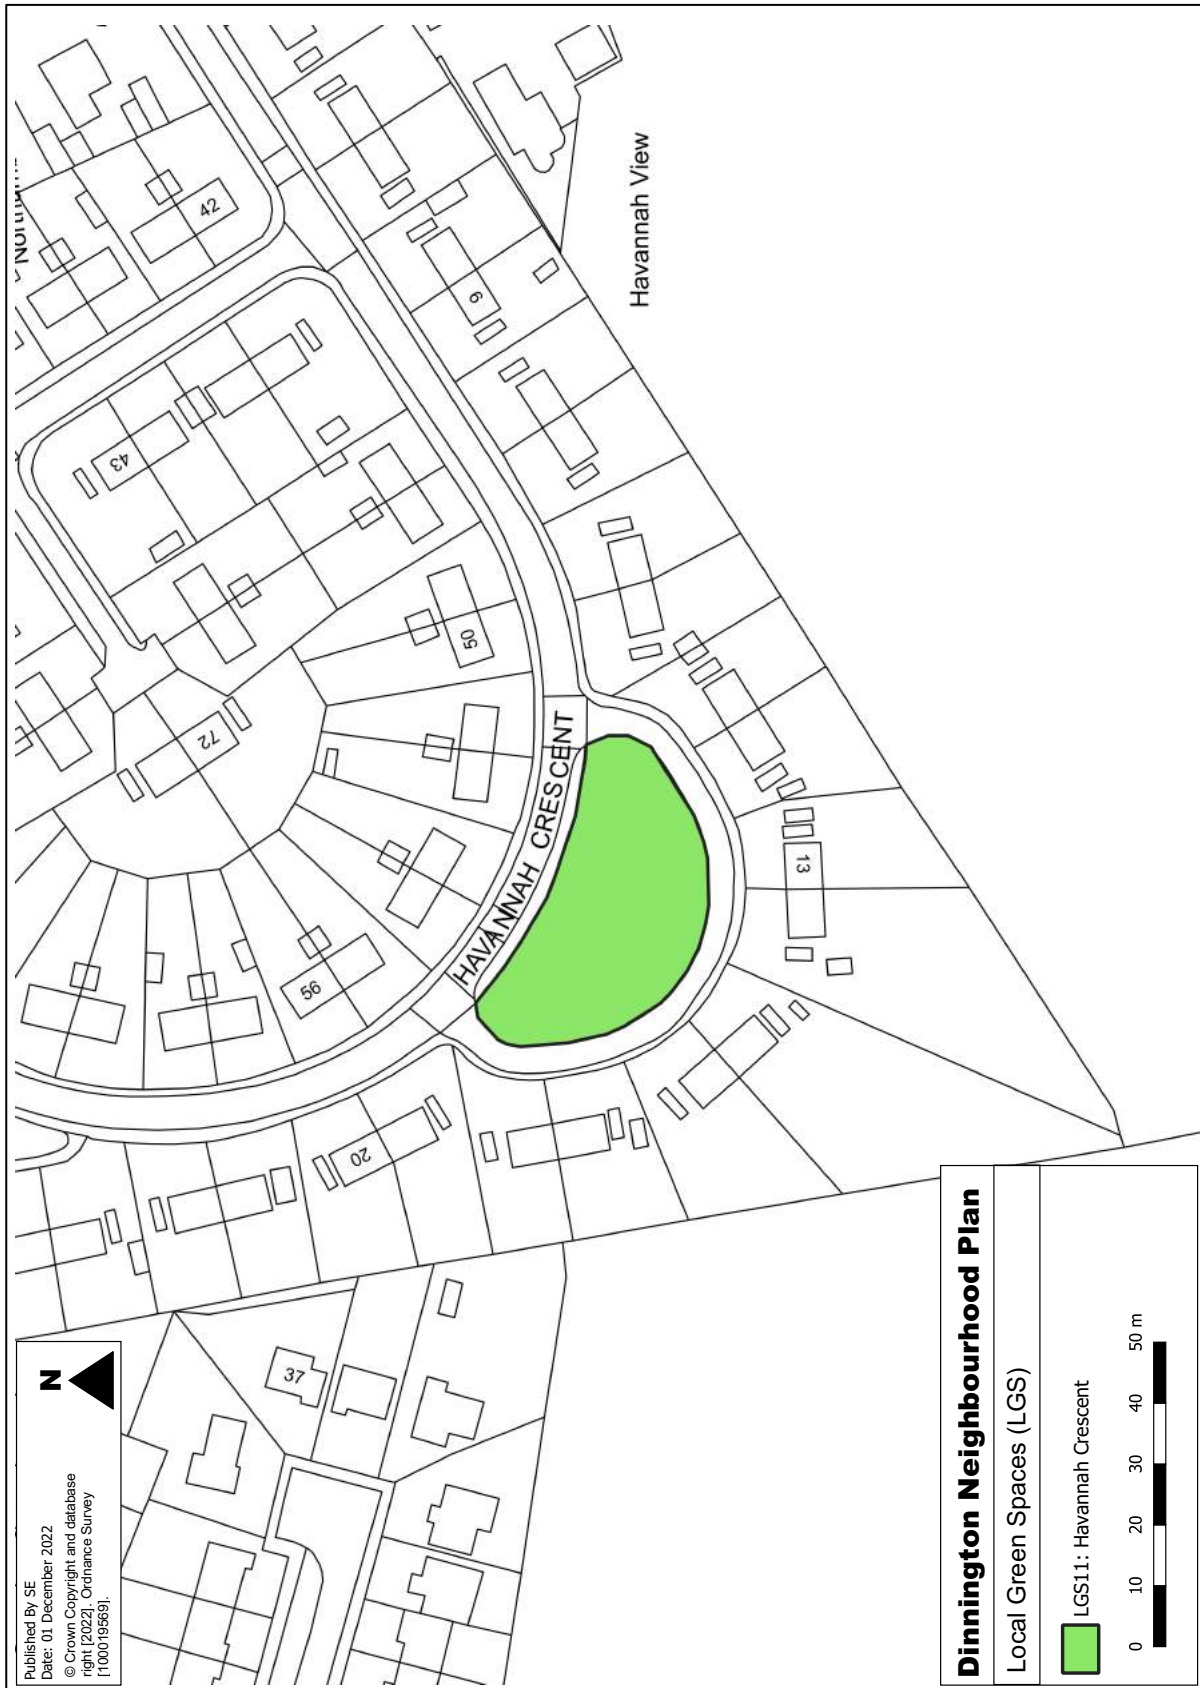 Published By SE
Date: 01 December 2022
© Crown Copyright and database
right [2022]. Ordnance Survey
[100019569].
N
42
43
6
50
72
56
20
37
13
HAVANNAH CRESCENT
Havannah View
Dinnington Neighbourhood Plan
Local Green Spaces (LGS)
LGS11: Havannah Crescent
0 10 20 30 40 50 m